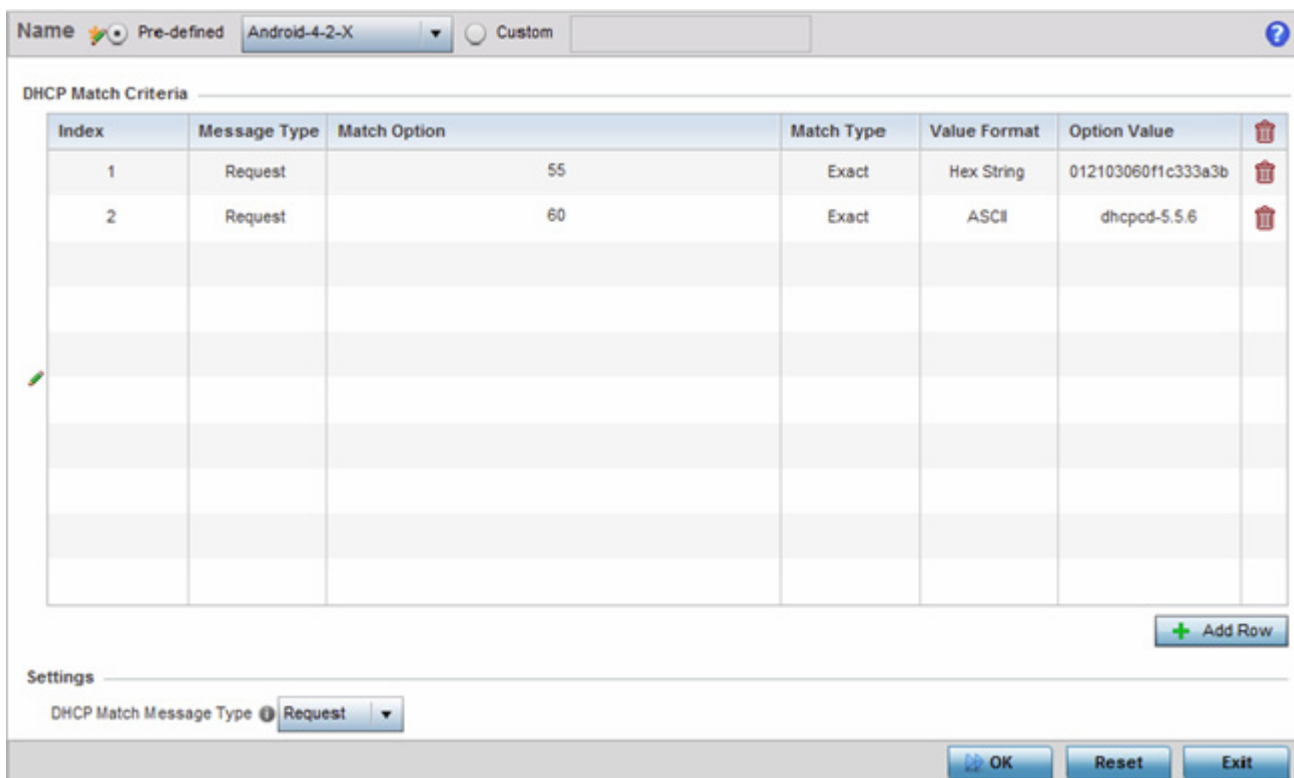 Name Pre-defined Android-4-2-X Custom
DHCP Match Criteria
Index Message Type Match Option Match Type Value Format Option Value
1 Request 55 Exact Hex String 012103060f1c333a3b
2 Request 60 Exact ASCII dhcpcd-5.5.6
Add Row
Settings
DHCP Match Message Type Request
OK Reset Exit